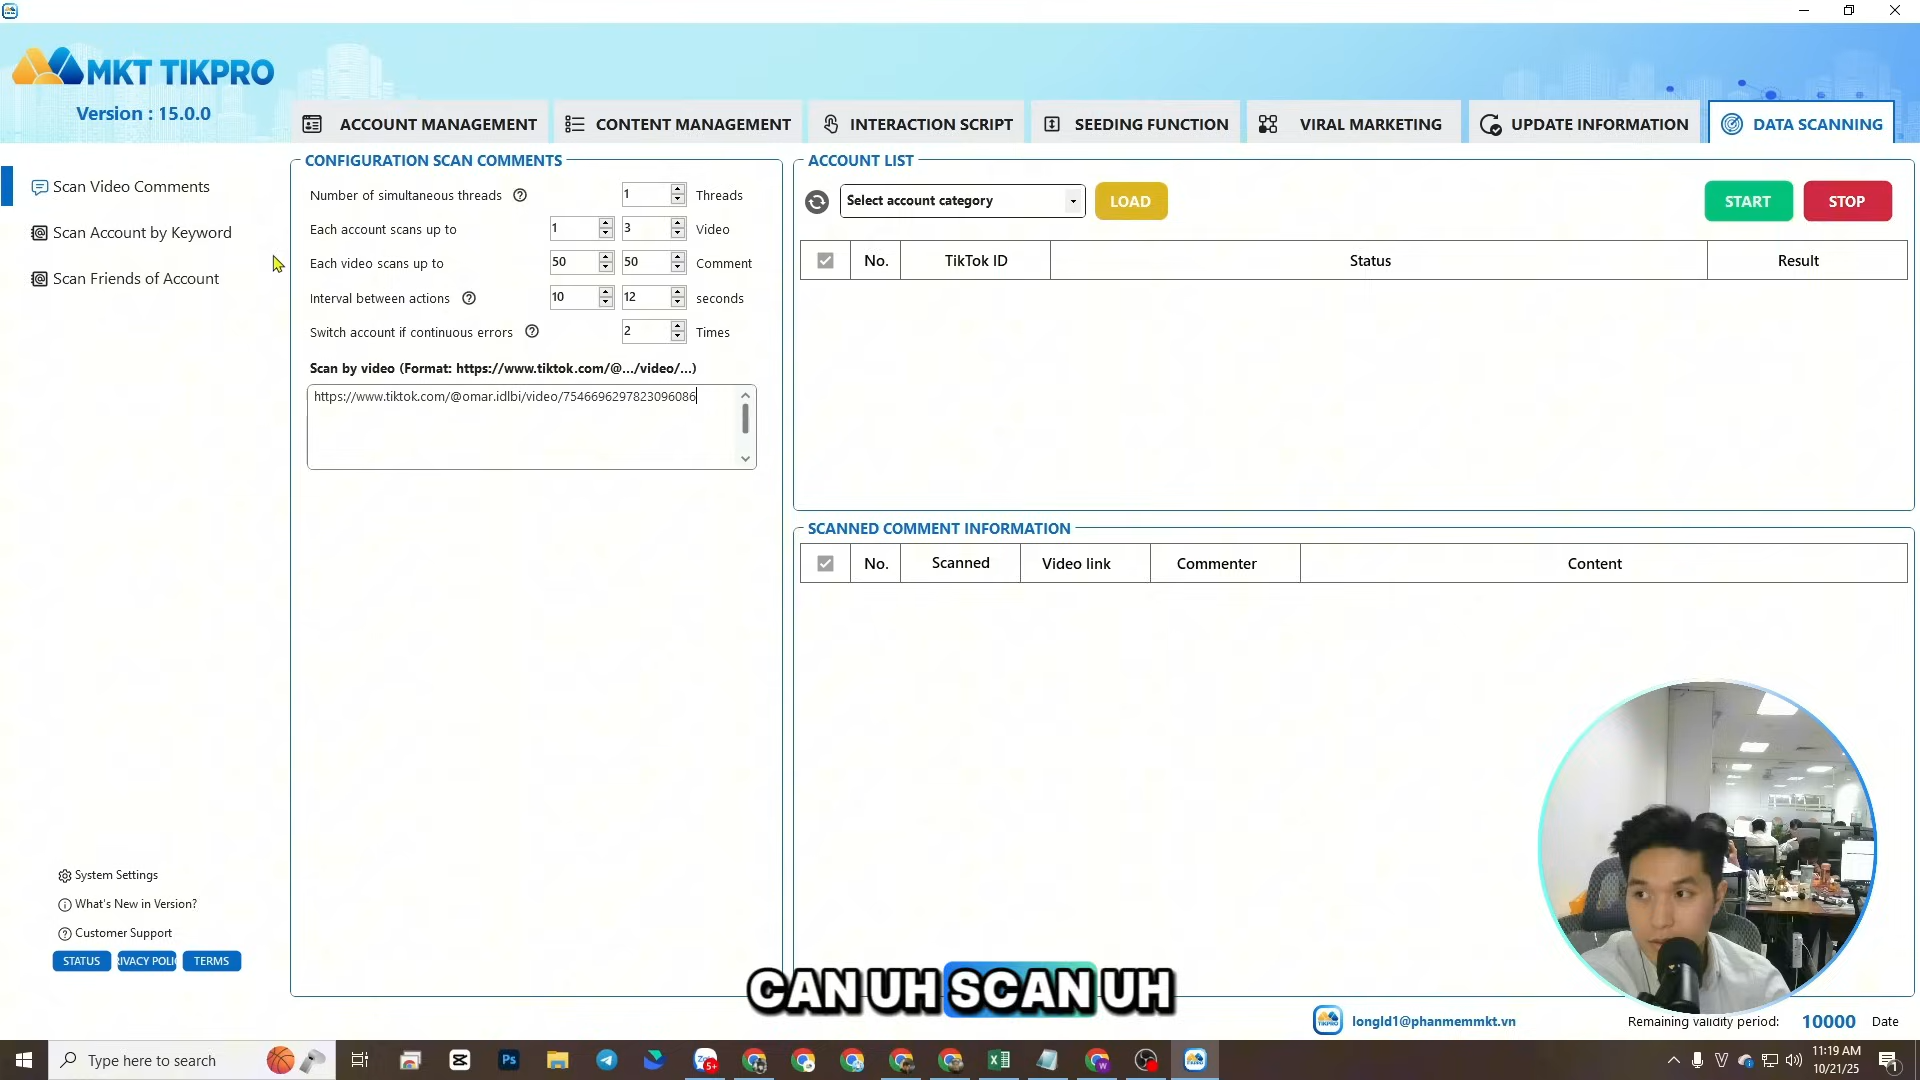 MKT TIKPRO
Version : 15.0.0
ACCOUNT MANAGEMENT
CONTENT MANAGEMENT
INTERACTION SCRIPT
SEEDING FUNCTION
VIRAL MARKETING
UPDATE INFORMATION
DATA SCANNING
Scan Video Comments
Scan Account by Keyword
Scan Friends of Account
CONFIGURATION SCAN COMMENTS
Number of simultaneous threads 1 Threads
Each account scans up to 1 3 Video
Each video scans up to 50 50 Comment
Interval between actions 10 12 seconds
Switch account if continuous errors 2 Times
Scan by video (Format: https://www.tiktok.com/@.../video/...)
https://www.tiktok.com/@omar.idlbi/video/7546696297823096086
ACCOUNT LIST
Select account category
LOAD
START
STOP
No. TikTok ID Status Result
SCANNED COMMENT INFORMATION
No. Scanned Video link Commenter Content
System Settings
What's New in Version?
Customer Support
STATUS
RIVACY POLI
TERMS
CAN UH SCAN UH
longld1@phanmemmkt.vn
Remaining validity period: 10000 Date
Type here to search
11:19 AM
10/21/25